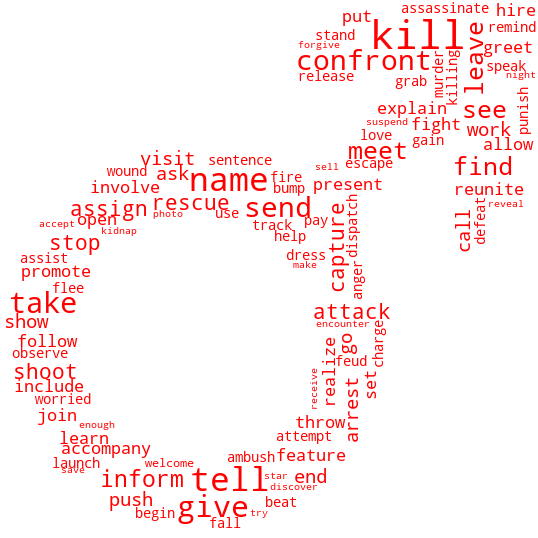 assassinate
hire
put
kill
remind
stand
forgive
confront
leave
greet
release
grab
murder
killing
speak
night
explain
see
punish
suspend
fight
work
love
gain
allow
meet
visit
sentence
sell
escape
find
wound
ask
name
fire
bump
present
reunite
involve
rescue
send
reveal
assign
photo
use
pay
capture
dispatch
call
defeat
open
accept
kidnap
track
help
stop
assist
dress
make
anger
promote
flee
take
attack
show
encounter
follow
go
charge
observe
shoot
feud
realize
include
receive
set
worried
join
arrest
enough
throw
learn
attempt
accompany
launch
save
welcome
ambush
feature
inform
tell
star
discover
end
push
give
beat
begin
fall
try